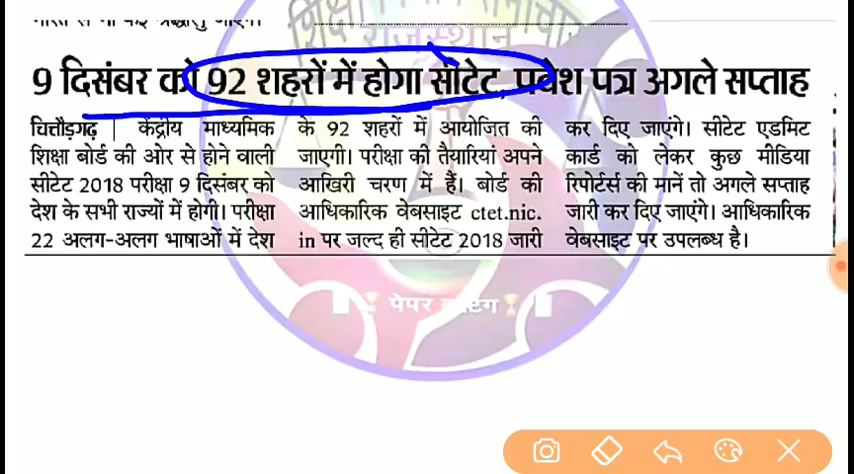 शिक्षा विभाग समाचार
राजस्थान
9 दिसंबर को 92 शहरों में होगा सीटेट, प्रवेश पत्र अगले सप्ताह
चित्तौड़गढ़ | केंद्रीय माध्यमिक
शिक्षा बोर्ड की ओर से होने वाली
सीटेट 2018 परीक्षा 9 दिसंबर को
देश के सभी राज्यों में होगी। परीक्षा
22 अलग-अलग भाषाओं में देश
के 92 शहरों में आयोजित की
जाएगी। परीक्षा की तैयारियां अपने
आखिरी चरण में हैं। बोर्ड की
आधिकारिक वेबसाइट ctet.nic.
in पर जल्द ही सीटेट 2018 जारी
कर दिए जाएंगे। सीटेट एडमिट
कार्ड को लेकर कुछ मीडिया
रिपोर्टर्स की मानें तो अगले सप्ताह
जारी कर दिए जाएंगे। आधिकारिक
वेबसाइट पर उपलब्ध है।
पेपर कटिंग